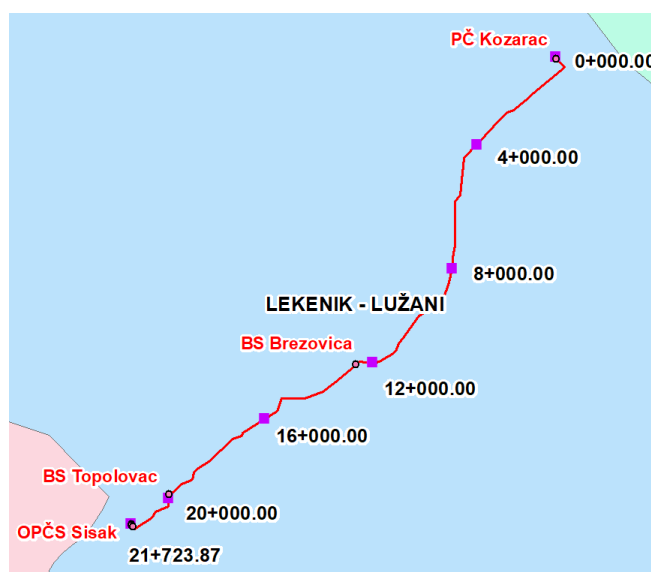 PČ Kozarac
0+000.00
4+000.00
8+000.00
LEKENIK - LUŽANI
BS Brezovica
12+000.00
16+000.00
BS Topolovac
20+000.00
OPČS Sisak
21+723.87